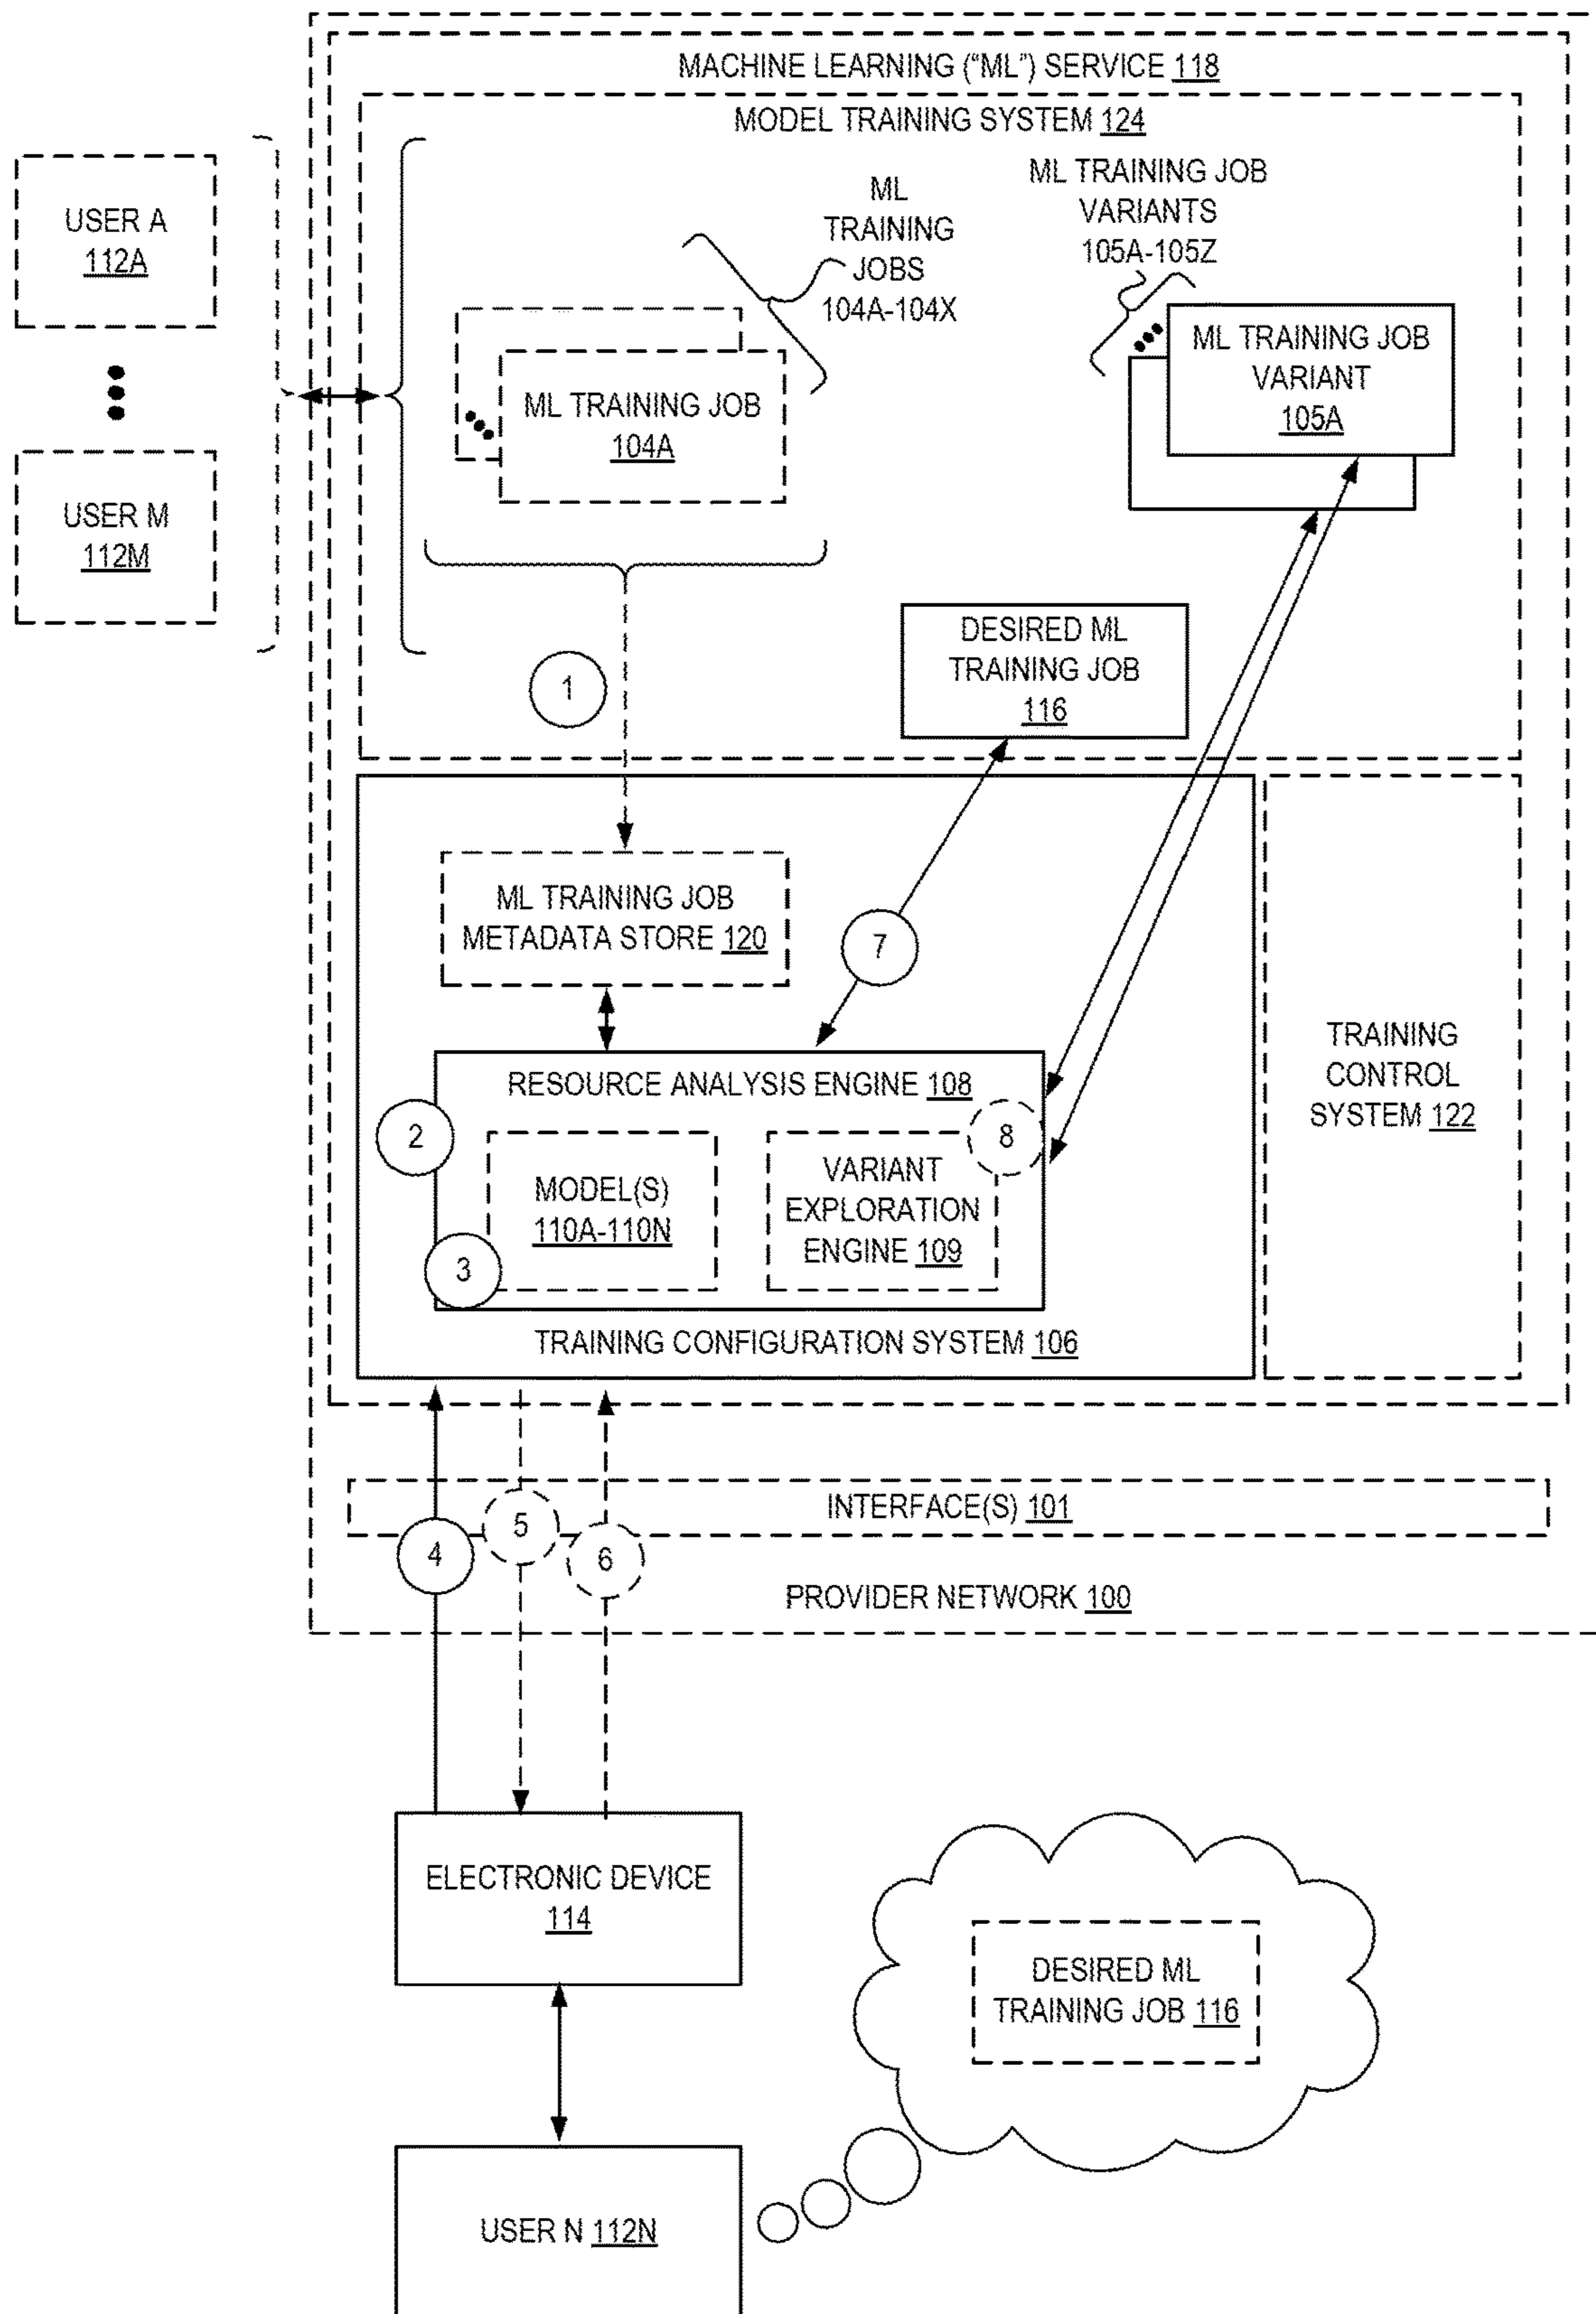 MACHINE LEARNING ("ML") SERVICE 118
MODEL TRAINING SYSTEM 124
USER A
112A
USER M
112M
ML
TRAINING
JOBS
104A-104X
ML TRAINING JOB
VARIANTS
105A-105Z
ML TRAINING JOB
104A
ML TRAINING JOB
VARIANT
105A
DESIRED ML
TRAINING JOB
116
1
ML TRAINING JOB
METADATA STORE 120
7
RESOURCE ANALYSIS ENGINE 108
2
8
MODEL(S)
110A-110N
3
VARIANT
EXPLORATION
ENGINE 109
TRAINING CONFIGURATION SYSTEM 106
TRAINING
CONTROL
SYSTEM 122
INTERFACE(S) 101
4
5
6
PROVIDER NETWORK 100
ELECTRONIC DEVICE
114
DESIRED ML
TRAINING JOB 116
USER N 112N